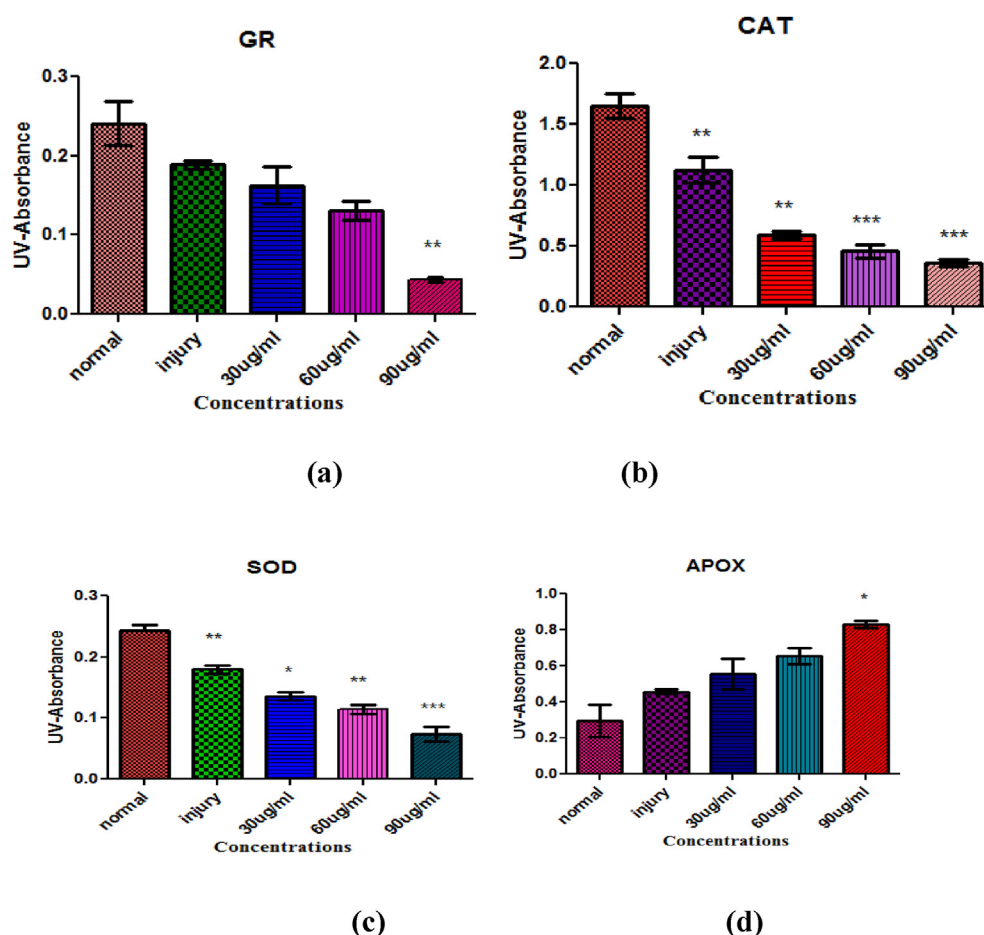 GR
UV-Absorbance
0.3
0.2
0.1
0.0
normal
injury
30ug/ml
60ug/ml
**
90ug/ml
Concentrations
(a)
CAT
UV-Absorbance
2.0
1.5
1.0
0.5
0.0
normal
**
injury
**
30ug/ml
***
60ug/ml
***
90ug/ml
Concentrations
(b)
SOD
UV-Absorbance
0.3
0.2
0.1
0.0
normal
**
injury
*
30ug/ml
**
60ug/ml
***
90ug/ml
Concentrations
(c)
APOX
UV-Absorbance
1.0
0.8
0.6
0.4
0.2
0.0
normal
injury
30ug/ml
60ug/ml
*
90ug/ml
Concentrations
(d)